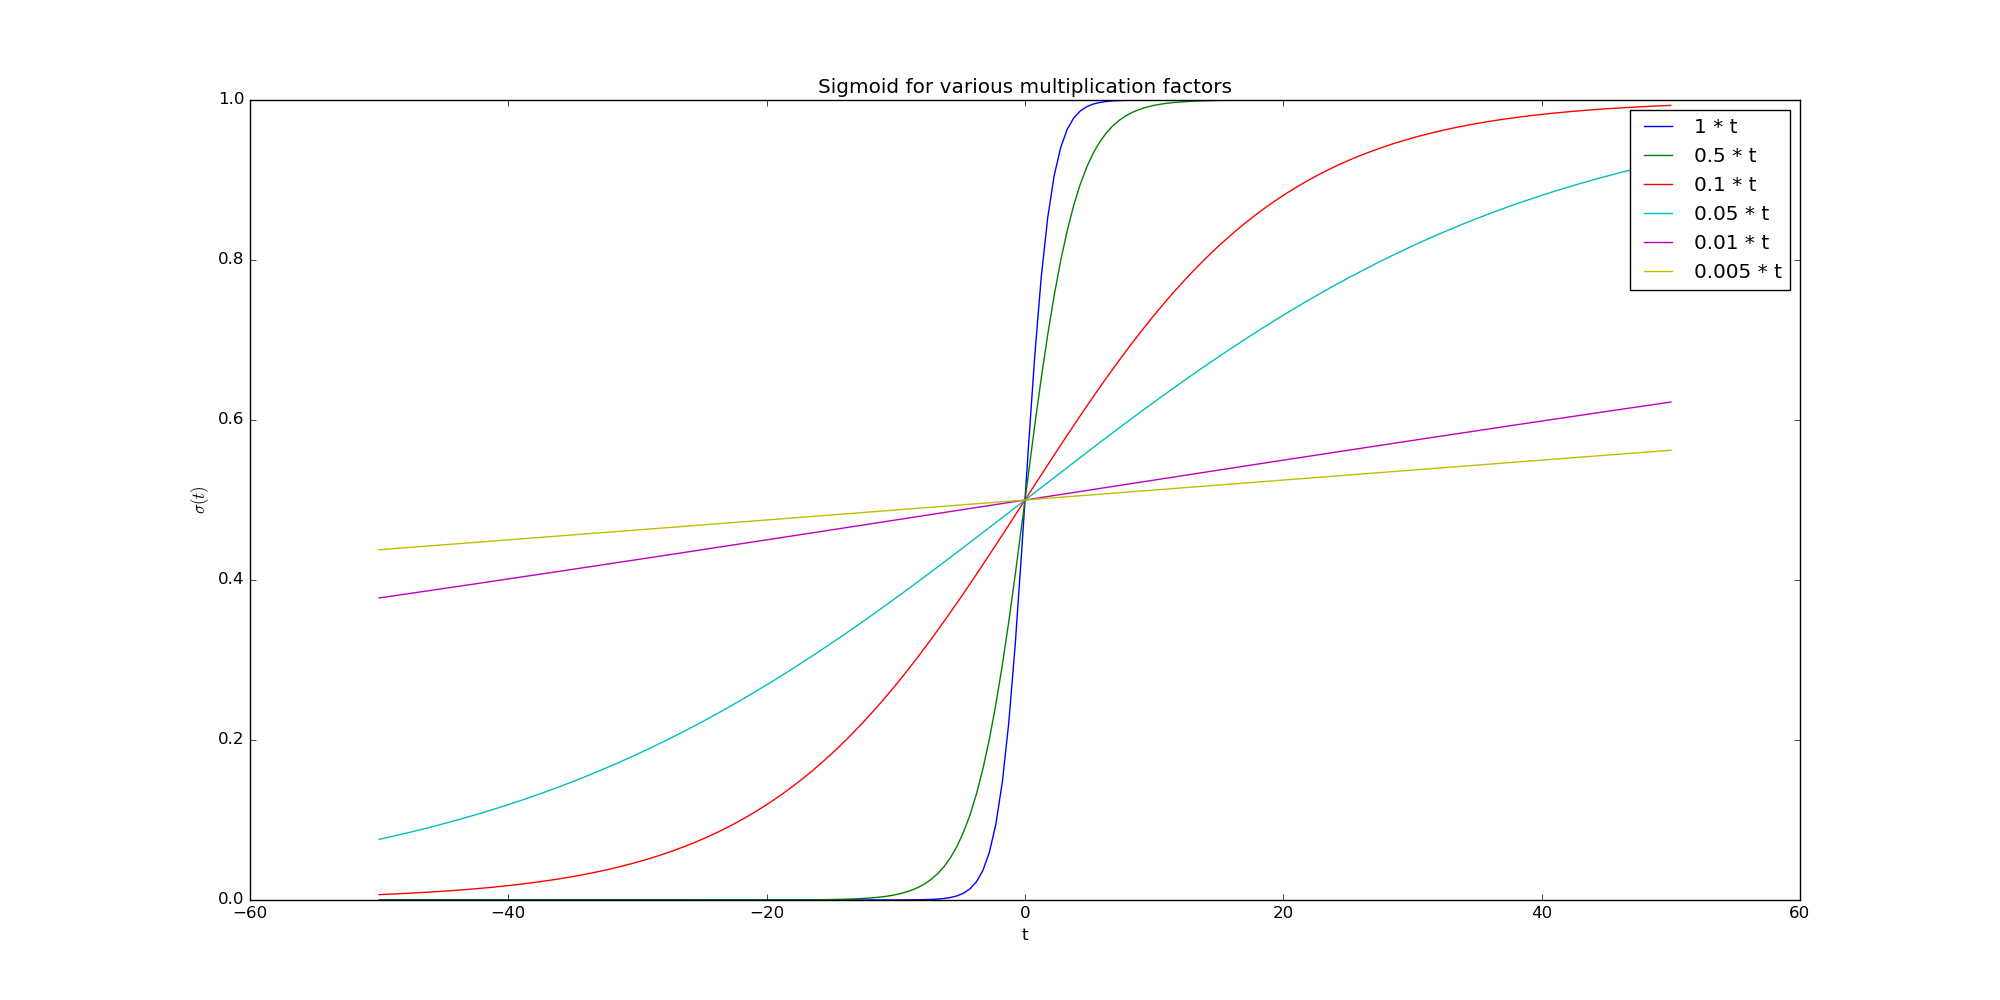 Sigmoid for various multiplication factors
1.0
0.8
0.6
0.4
0.2
0.0
σ(t)
1 * t
0.5 * t
0.1 * t
0.05 * t
0.01 * t
0.005 * t
−60 −40 −20 0 20 40 60
t